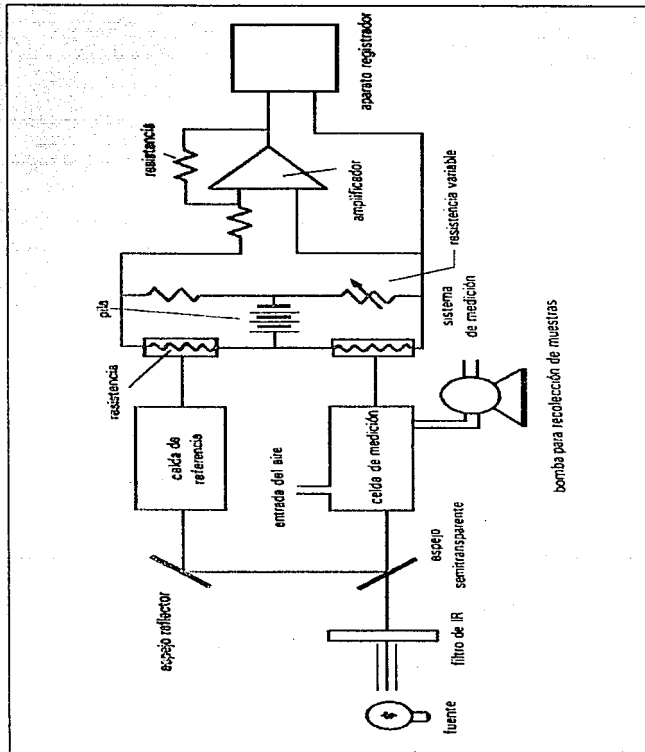 fuente
filtro de IR
espejo
semitransparente
espejo reflector
celda de
referencia
entrada del aire
celda de medición
bomba para recolección de muestras
resistencia
pila
sistema
de medición
resistencia variable
amplificador
resistencia
aparato registrador